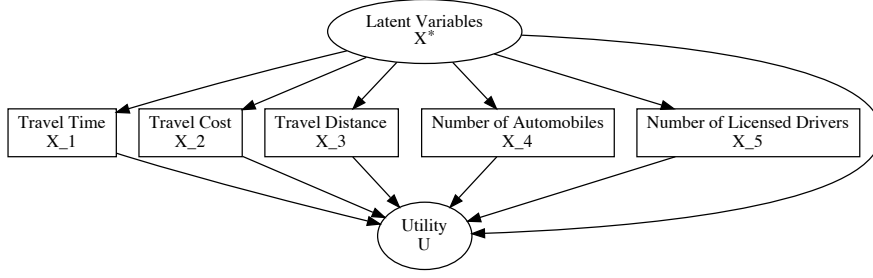 Latent Variables
X*
Travel Time
X_1
Travel Cost
X_2
Travel Distance
X_3
Number of Automobiles
X_4
Number of Licensed Drivers
X_5
Utility
U